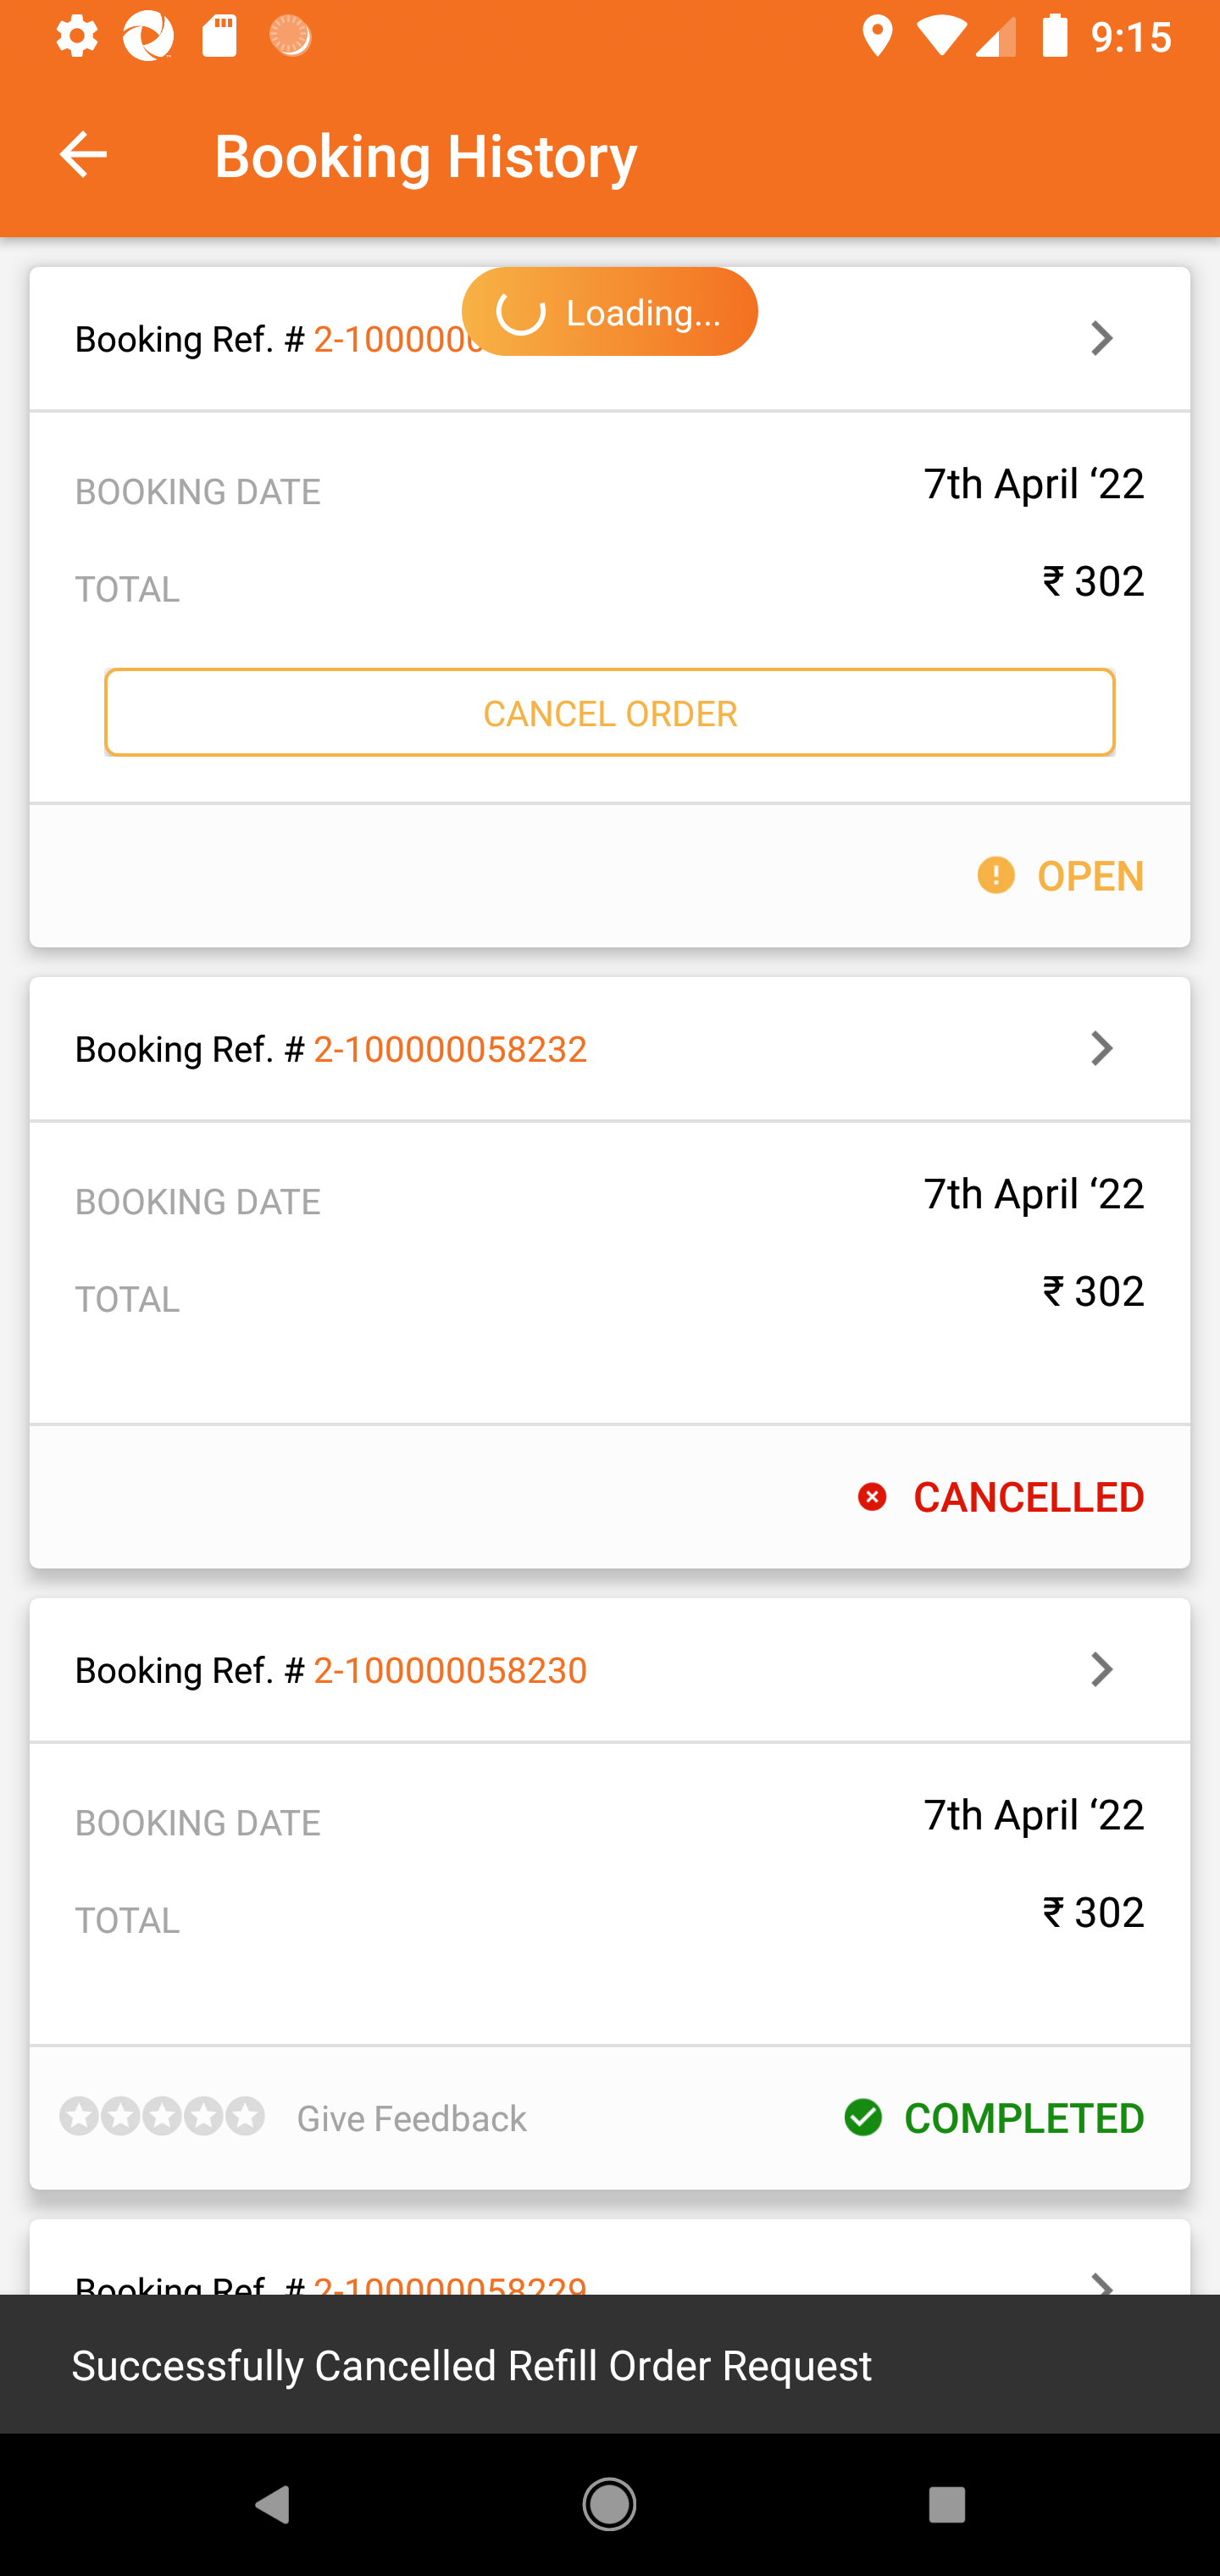 9:15
Booking History
Loading...
Booking Ref. # 2-100000
BOOKING DATE 7th April ‘22
TOTAL ₹ 302
CANCEL ORDER
OPEN
Booking Ref. # 2-100000058232
BOOKING DATE 7th April ‘22
TOTAL ₹ 302
CANCELLED
Booking Ref. # 2-100000058230
BOOKING DATE 7th April ‘22
TOTAL ₹ 302
Give Feedback COMPLETED
Booking Ref. # 2-100000058229
Successfully Cancelled Refill Order Request